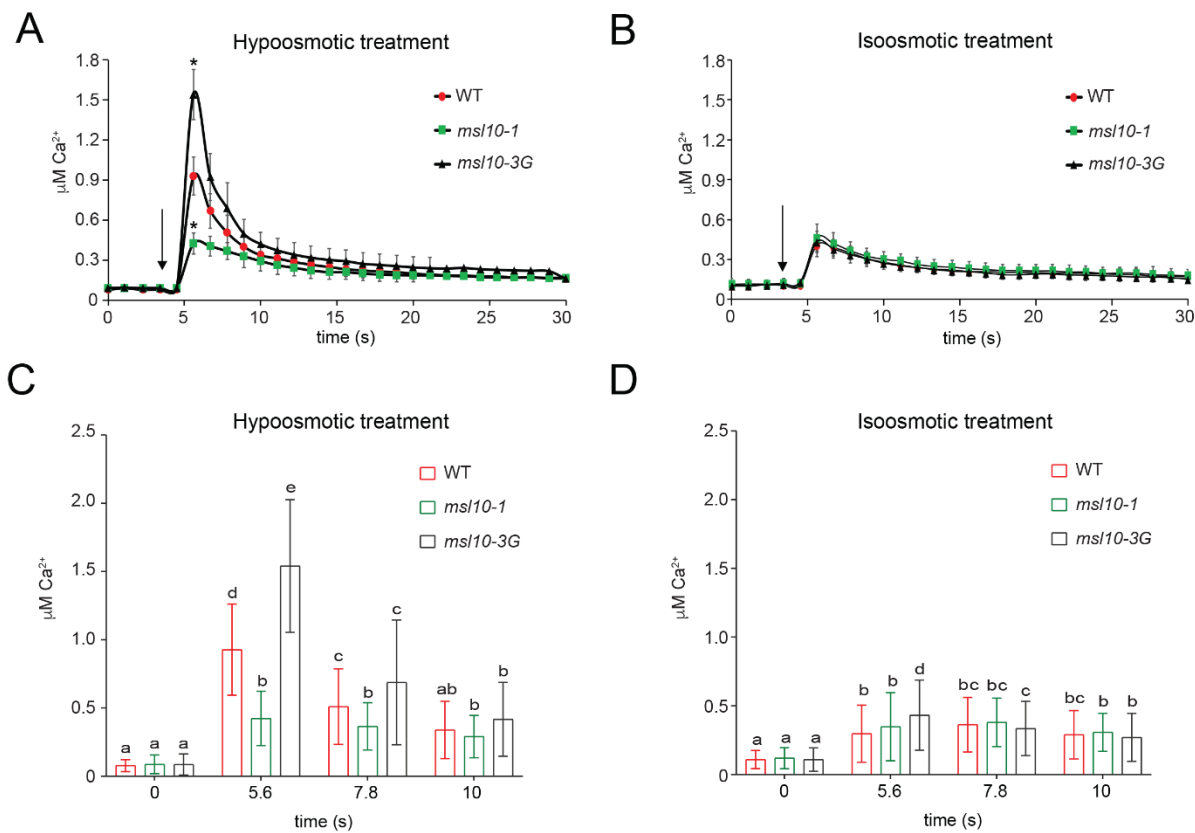 A
Hypoosmotic treatment
1.8
1.5
1.2
0.9
0.6
0.3
0
μM Ca²⁺
*
*
WT
msl10-1
msl10-3G
0 5 10 15 20 25 30
time (s)
B
Isoosmotic treatment
1.8
1.5
1.2
0.9
0.6
0.3
0
μM Ca²⁺
WT
msl10-1
msl10-3G
0 5 10 15 20 25 30
time (s)
C
Hypoosmotic treatment
2.5
2.0
1.5
1.0
0.5
0
μM Ca²⁺
WT
msl10-1
msl10-3G
a a a d b e c b c ab b b
0 5.6 7.8 10
time (s)
D
Isoosmotic treatment
2.5
2.0
1.5
1.0
0.5
0
μM Ca²⁺
WT
msl10-1
msl10-3G
a a a b b d bc bc c bc b b
0 5.6 7.8 10
time (s)